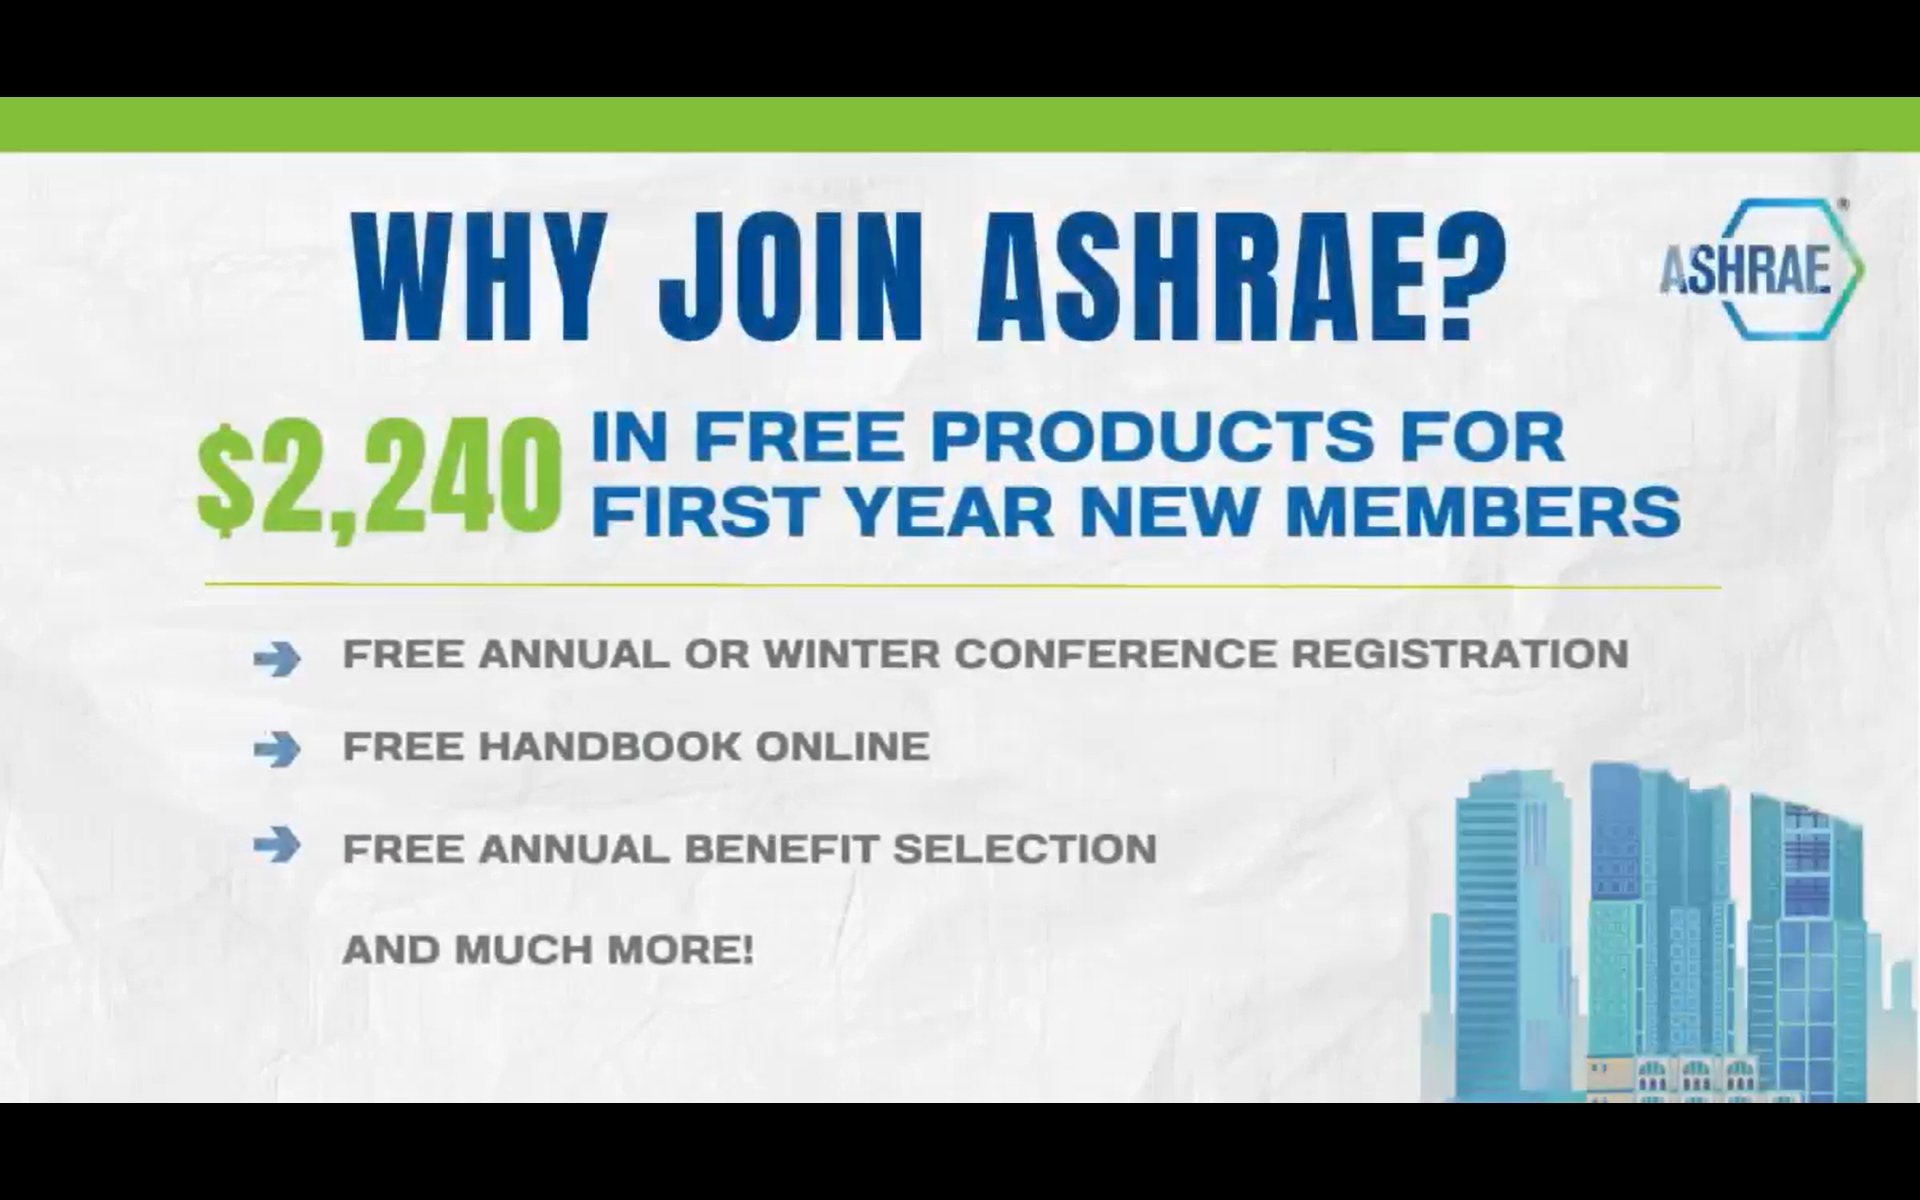 WHY JOIN ASHRAE?
ASHRAE®
$2,240 IN FREE PRODUCTS FOR
FIRST YEAR NEW MEMBERS
FREE ANNUAL OR WINTER CONFERENCE REGISTRATION
FREE HANDBOOK ONLINE
FREE ANNUAL BENEFIT SELECTION
AND MUCH MORE!